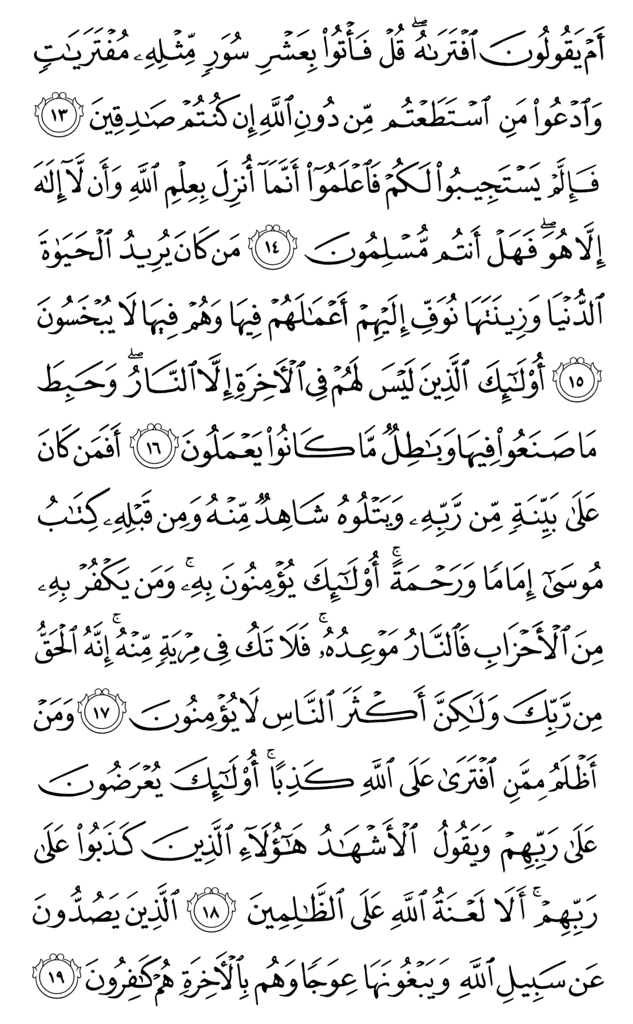 أَمۡ يَقُولُونَ ٱفۡتَرَىٰهُۖ قُلۡ فَأۡتُواْ بِعَشۡرِ سُوَرٖ مِّثۡلِهِۦ مُفۡتَرَيَٰتٖ
وَٱدۡعُواْ مَنِ ٱسۡتَطَعۡتُم مِّن دُونِ ٱللَّهِ إِن كُنتُمۡ صَٰدِقِينَ ١٣
فَإِلَّمۡ يَسۡتَجِيبُواْ لَكُمۡ فَٱعۡلَمُوٓاْ أَنَّمَآ أُنزِلَ بِعِلۡمِ ٱللَّهِ وَأَن لَّآ إِلَٰهَ
إِلَّا هُوَۖ فَهَلۡ أَنتُم مُّسۡلِمُونَ ١٤ مَن كَانَ يُرِيدُ ٱلۡحَيَوٰةَ
ٱلدُّنۡيَا وَزِينَتَهَا نُوَفِّ إِلَيۡهِمۡ أَعۡمَٰلَهُمۡ فِيهَا وَهُمۡ فِيهَا لَا يُبۡخَسُونَ
١٥ أُوْلَٰٓئِكَ ٱلَّذِينَ لَيۡسَ لَهُمۡ فِي ٱلۡأٓخِرَةِ إِلَّا ٱلنَّارُۖ وَحَبِطَ
مَا صَنَعُواْ فِيهَا وَبَٰطِلٞ مَّا كَانُواْ يَعۡمَلُونَ ١٦ أَفَمَن كَانَ
عَلَىٰ بَيِّنَةٖ مِّن رَّبِّهِۦ وَيَتۡلُوهُ شَاهِدٞ مِّنۡهُ وَمِن قَبۡلِهِۦ كِتَٰبُ
مُوسَىٰٓ إِمَامٗا وَرَحۡمَةًۚ أُوْلَٰٓئِكَ يُؤۡمِنُونَ بِهِۦۚ وَمَن يَكۡفُرۡ بِهِۦ
مِنَ ٱلۡأَحۡزَابِ فَٱلنَّارُ مَوۡعِدُهُۥۚ فَلَا تَكُ فِي مِرۡيَةٖ مِّنۡهُۚ إِنَّهُ ٱلۡحَقُّ
مِن رَّبِّكَ وَلَٰكِنَّ أَكۡثَرَ ٱلنَّاسِ لَا يُؤۡمِنُونَ ١٧ وَمَنۡ
أَظۡلَمُ مِمَّنِ ٱفۡتَرَىٰ عَلَى ٱللَّهِ كَذِبًاۚ أُوْلَٰٓئِكَ يُعۡرَضُونَ
عَلَىٰ رَبِّهِمۡ وَيَقُولُ ٱلۡأَشۡهَٰدُ هَٰٓؤُلَآءِ ٱلَّذِينَ كَذَبُواْ عَلَىٰ
رَبِّهِمۡۚ أَلَا لَعۡنَةُ ٱللَّهِ عَلَى ٱلظَّٰلِمِينَ ١٨ ٱلَّذِينَ يَصُدُّونَ
عَن سَبِيلِ ٱللَّهِ وَيَبۡغُونَهَا عِوَجٗا وَهُم بِٱلۡأٓخِرَةِ هُمۡ كَٰفِرُونَ ١٩